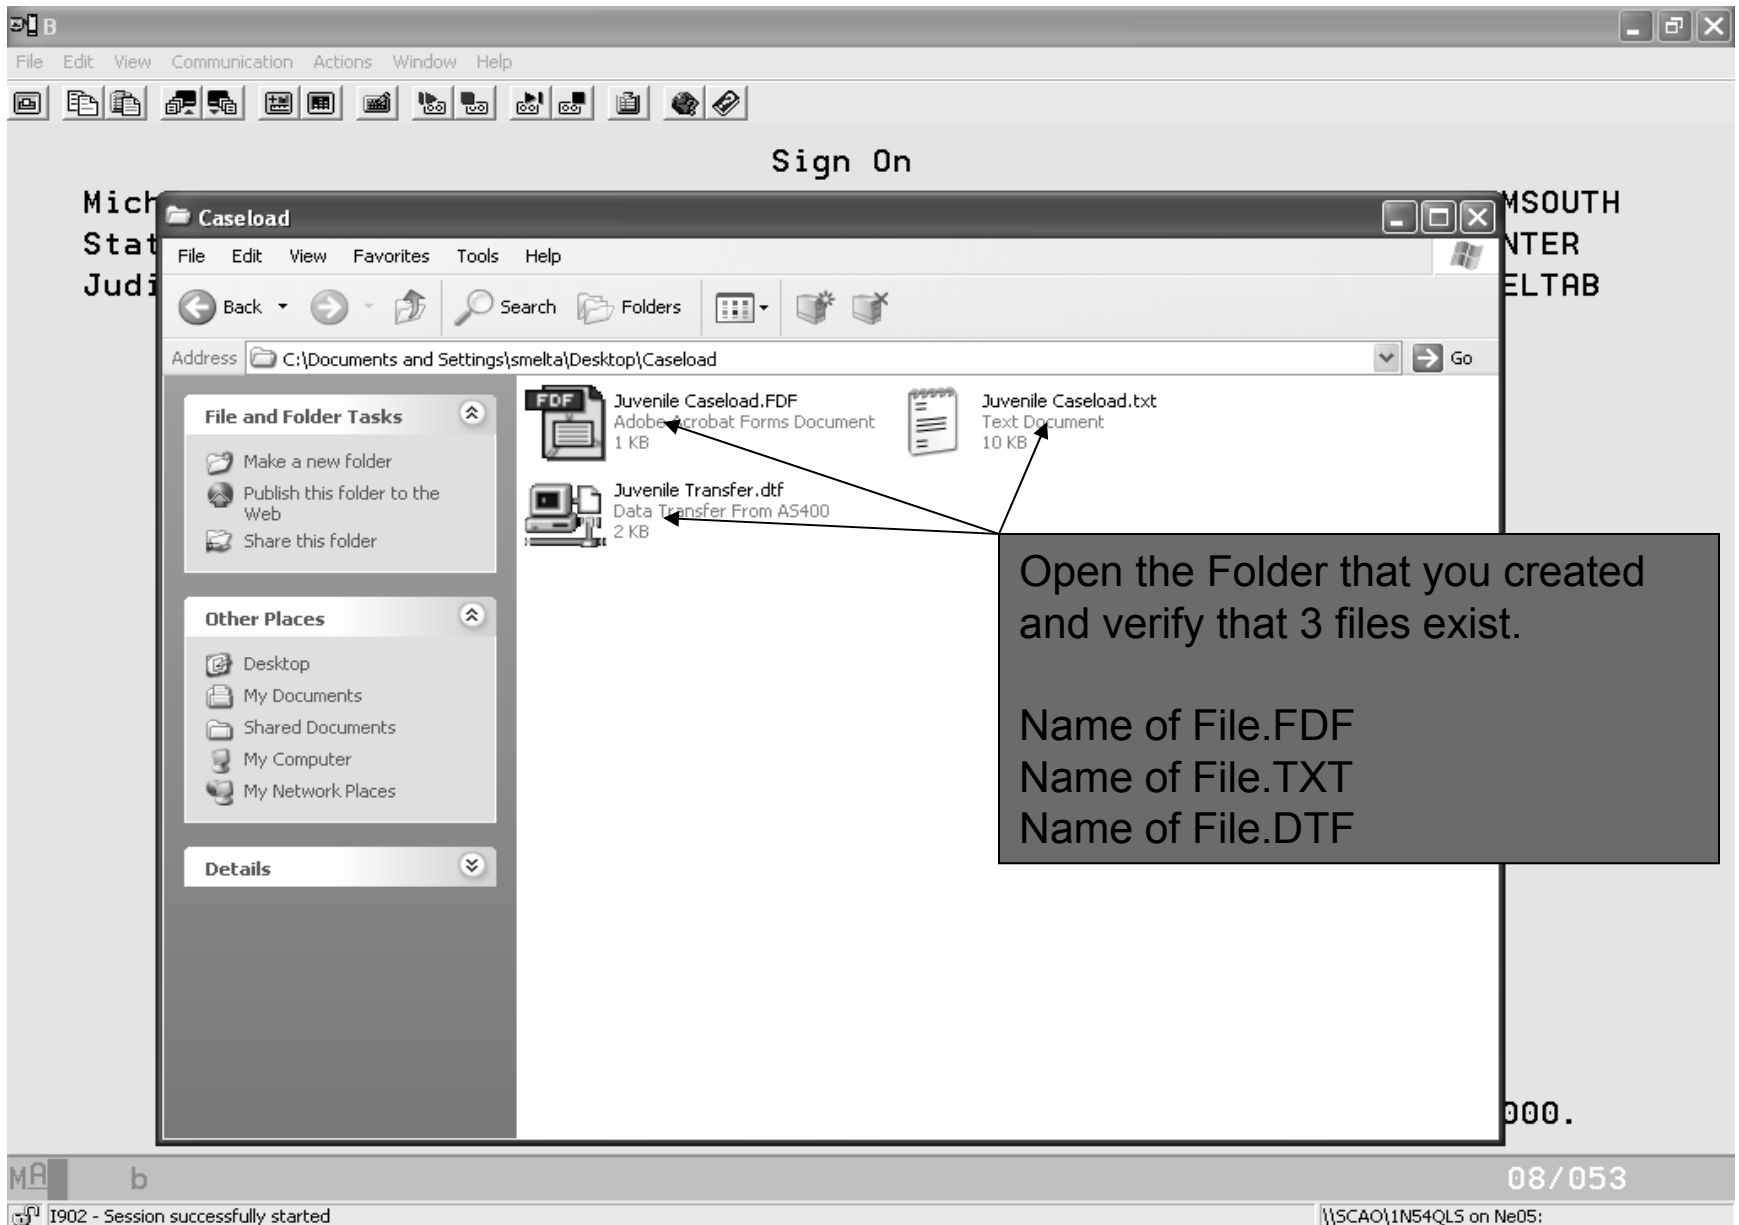 B
File Edit View Communication Actions Window Help
Sign On
Mich
MSOUTH
Stat
NTER
Judi
ELTAB
Caseload
File Edit View Favorites Tools Help
Back Search Folders
Address C:\Documents and Settings\smelta\Desktop\Caseload Go
File and Folder Tasks
Make a new folder
Publish this folder to the
Web
Share this folder
Other Places
Desktop
My Documents
Shared Documents
My Computer
My Network Places
Details
FDF
Juvenile Caseload.FDF
Adobe Acrobat Forms Document
1 KB
Juvenile Caseload.txt
Text Document
10 KB
Juvenile Transfer.dtf
Data Transfer From AS400
2 KB
Open the Folder that you created
and verify that 3 files exist.
Name of File.FDF
Name of File.TXT
Name of File.DTF
000.
MA b 08/053
I902 - Session successfully started
\\SCAO\1N54QLS on Ne05: